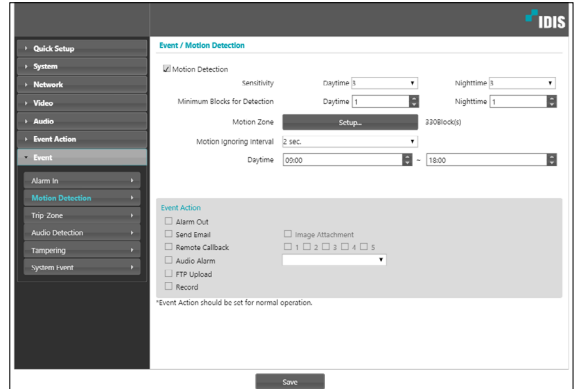 IDIS
Quick Setup
System
Network
Video
Audio
Event Action
Event
Alarm In
Motion Detection
Trip-Zone
Audio Detection
Tampering
System Event
Event / Motion Detection
Motion Detection
Sensitivity Daytime 3 Nighttime 3
Minimum Blocks for Detection Daytime 1 Nighttime 1
Motion Zone Setup... 330Block(s)
Motion Ignoring Interval 2 sec.
Daytime 09:00 ~ 18:00
Event Action
Alarm Out
Send Email Image Attachment
Remote Callback 1 2 3 4 5
Audio Alarm
FTP Upload
Record
*Event Action should be set for normal operation.
Save